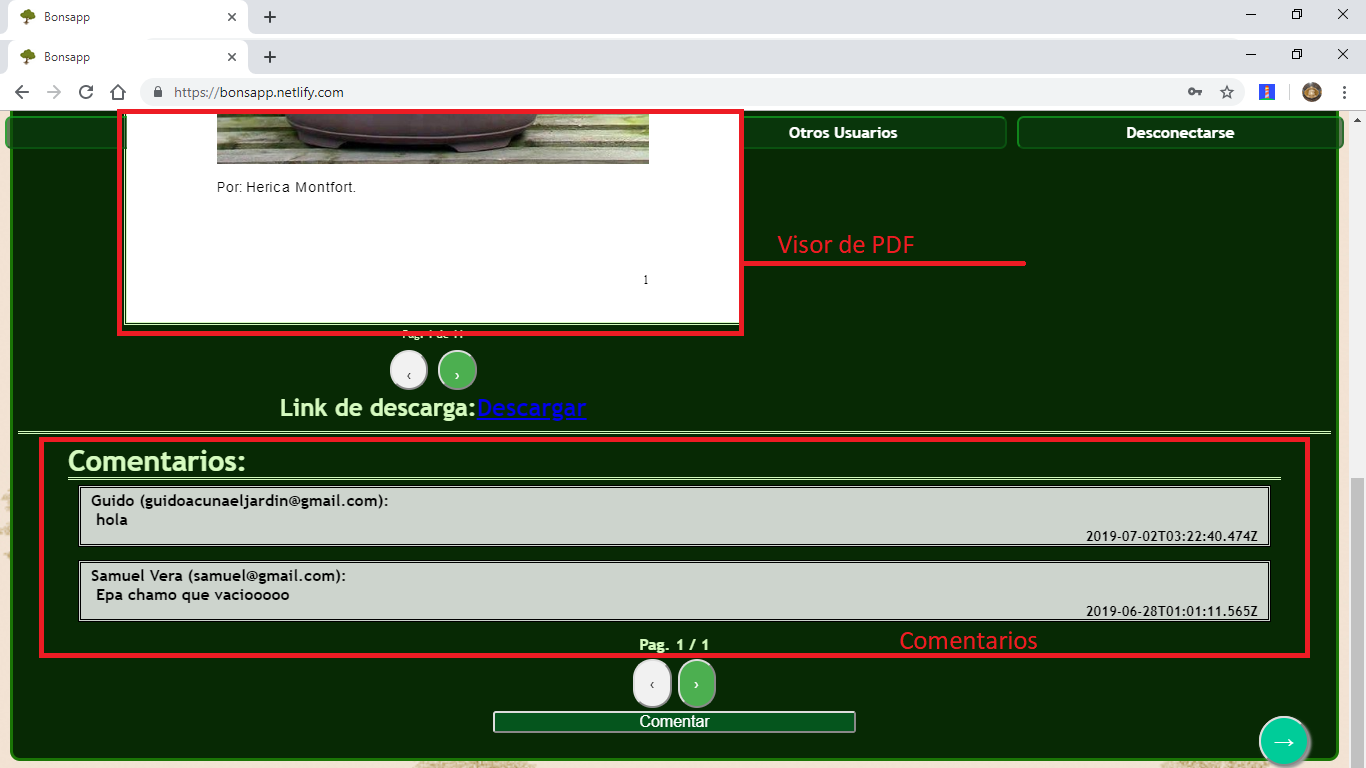 Bonsapp
Bonsapp
https://bonsapp.netlify.com
Otros Usuarios
Desconectarse
Por: Herica Montfort.
Visor de PDF
1
Link de descarga:Descargar
Comentarios:
Guido (guidoacunaeljardin@gmail.com):
hola
2019-07-02T03:22:40.474Z
Samuel Vera (samuel@gmail.com):
Epa chamo que vaciooooo
2019-06-28T01:01:11.565Z
Pag. 1 / 1
Comentarios
Comentar